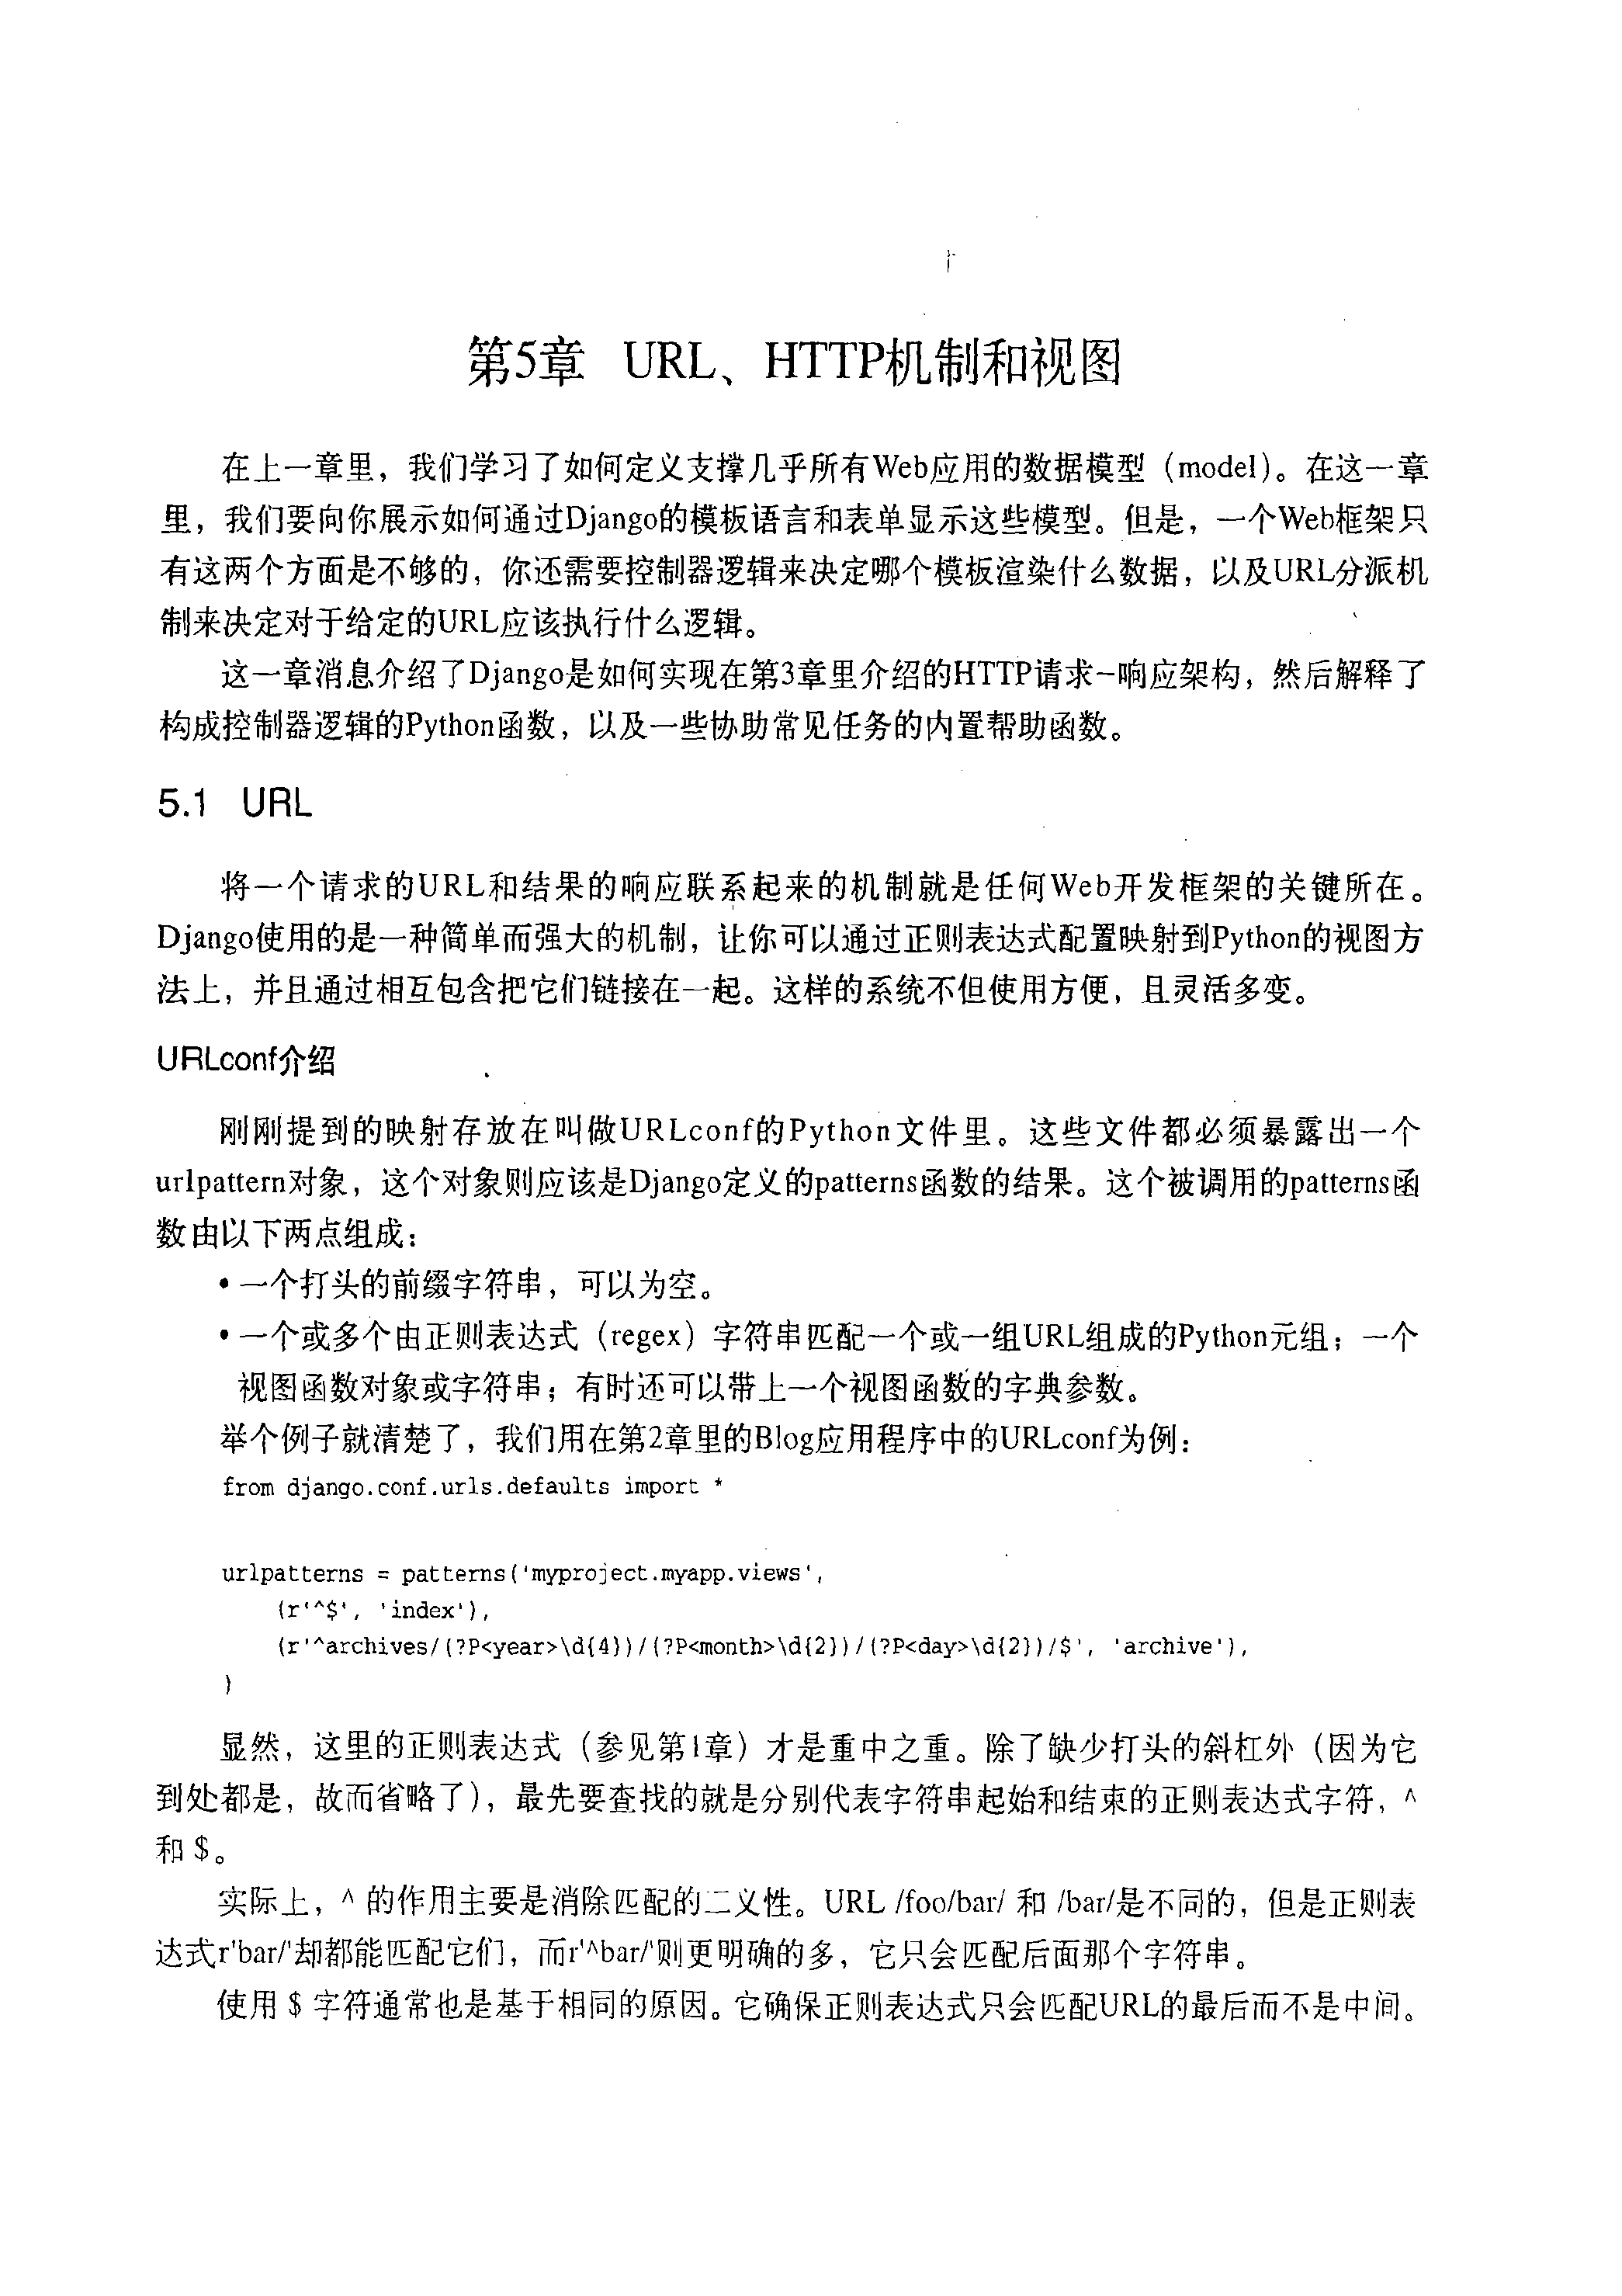 第5章 URL、HTTP机制和视图
在上一章里，我们学习了如何定义支撑几乎所有Web应用的数据模型（model）。在这一章
里，我们要向你展示如何通过Django的模板语言和表单显示这些模型。但是，一个Web框架只
有这两个方面是不够的，你还需要控制器逻辑来决定哪个模板渲染什么数据，以及URL分派机
制来决定对于给定的URL应该执行什么逻辑。
这一章消息介绍了Django是如何实现在第3章里介绍的HTTP请求-响应架构，然后解释了
构成控制器逻辑的Python函数，以及一些协助常见任务的内置帮助函数。
5.1 URL
将一个请求的URL和结果的响应联系起来的机制就是任何Web开发框架的关键所在。
Django使用的是一种简单而强大的机制，让你可以通过正则表达式配置映射到Python的视图方
法上，并且通过相互包含把它们链接在一起。这样的系统不但使用方便，且灵活多变。
URLconf介绍
刚刚提到的映射存放在叫做URLconf的Python文件里。这些文件都必须暴露出一个
urlpattern对象，这个对象则应该是Django定义的patterns函数的结果。这个被调用的patterns函
数由以下两点组成：
•一个打头的前缀字符串，可以为空。
•一个或多个由正则表达式（regex）字符串匹配一个或一组URL组成的Python元组；一个
视图函数对象或字符串；有时还可以带上一个视图函数的字典参数。
举个例子就清楚了，我们用在第2章里的Blog应用程序中的URLconf为例：
from django.conf.urls.defaults import *
urlpatterns = patterns('myproject.myapp.views',
(r'^$', 'index'),
(r'^archives/(?P<year>\d{4})/(?P<month>\d{2})/(?P<day>\d{2})/$', 'archive'),
)
显然，这里的正则表达式（参见第1章）才是重中之重。除了缺少打头的斜杠外（因为它
到处都是，故而省略了），最先要查找的就是分别代表字符串起始和结束的正则表达式字符，^
和 $。
实际上，^ 的作用主要是消除匹配的二义性。URL /foo/bar/ 和 /bar/是不同的，但是正则表
达式r'bar/'却都能匹配它们，而r'^bar/'则更明确的多，它只会匹配后面那个字符串。
使用 $ 字符通常也是基于相同的原因。它确保正则表达式只会匹配URL的最后而不是中间。